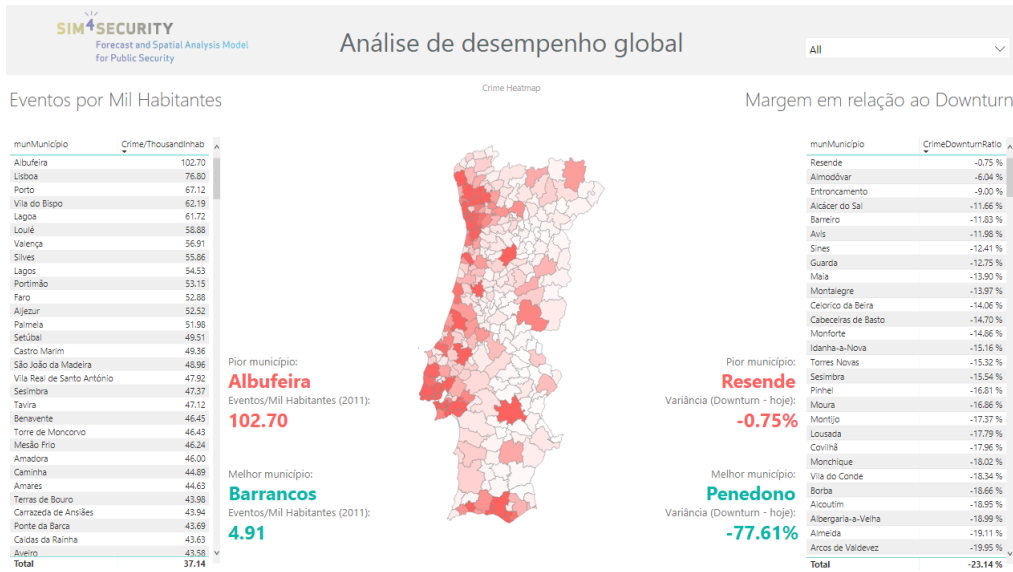 SIM4SECURITY
Forecast and Spatial Analysis Model
for Public Security
Análise de desempenho global
All
Eventos por Mil Habitantes
Crime Heatmap
Margem em relação ao Downturn
munMunicípio Crime/ThousandInhab
Albufeira 102.70
Lisboa 76.80
Porto 67.12
Vila do Bispo 62.19
Lagoa 61.72
Loulé 58.88
Valença 56.91
Silves 55.86
Lagos 54.53
Portimão 53.15
Faro 52.88
Aljezur 52.52
Palmela 51.98
Setúbal 49.51
Castro Marim 49.36
São João da Madeira 48.96
Vila Real de Santo António 47.92
Sesimbra 47.37
Tavira 47.12
Benavente 46.45
Torre de Moncorvo 46.43
Mesão Frio 46.24
Amadora 46.00
Caminha 44.89
Amares 44.63
Terras de Bouro 43.98
Carrazeda de Ansiães 43.94
Ponte da Barca 43.69
Caldas da Rainha 43.63
Aveiro 43.58
Total 37.14
Pior município:
Albufeira
Eventos/Mil Habitantes (2011):
102.70
Melhor município:
Barrancos
Eventos/Mil Habitantes (2011):
4.91
Pior município:
Resende
Variância (Downturn - hoje):
-0.75%
Melhor município:
Penedono
Variância (Downturn - hoje):
-77.61%
munMunicípio CrimeDownturnRatio
Resende -0.75 %
Almodôvar -6.04 %
Entroncamento -9.00 %
Alcácer do Sal -11.66 %
Barreiro -11.83 %
Avis -11.98 %
Sines -12.41 %
Guarda -12.75 %
Maia -13.90 %
Montalegre -13.97 %
Celorico da Beira -14.06 %
Cabeceiras de Basto -14.70 %
Monforte -14.86 %
Idanha-a-Nova -15.16 %
Torres Novas -15.32 %
Sesimbra -15.54 %
Pinhel -16.81 %
Moura -16.86 %
Montijo -17.37 %
Lousada -17.79 %
Covilhã -17.96 %
Monchique -18.02 %
Vila do Conde -18.34 %
Borba -18.66 %
Alcoutim -18.95 %
Albergaria-a-Velha -18.99 %
Almeida -19.11 %
Arcos de Valdevez -19.95 %
Total -23.14 %